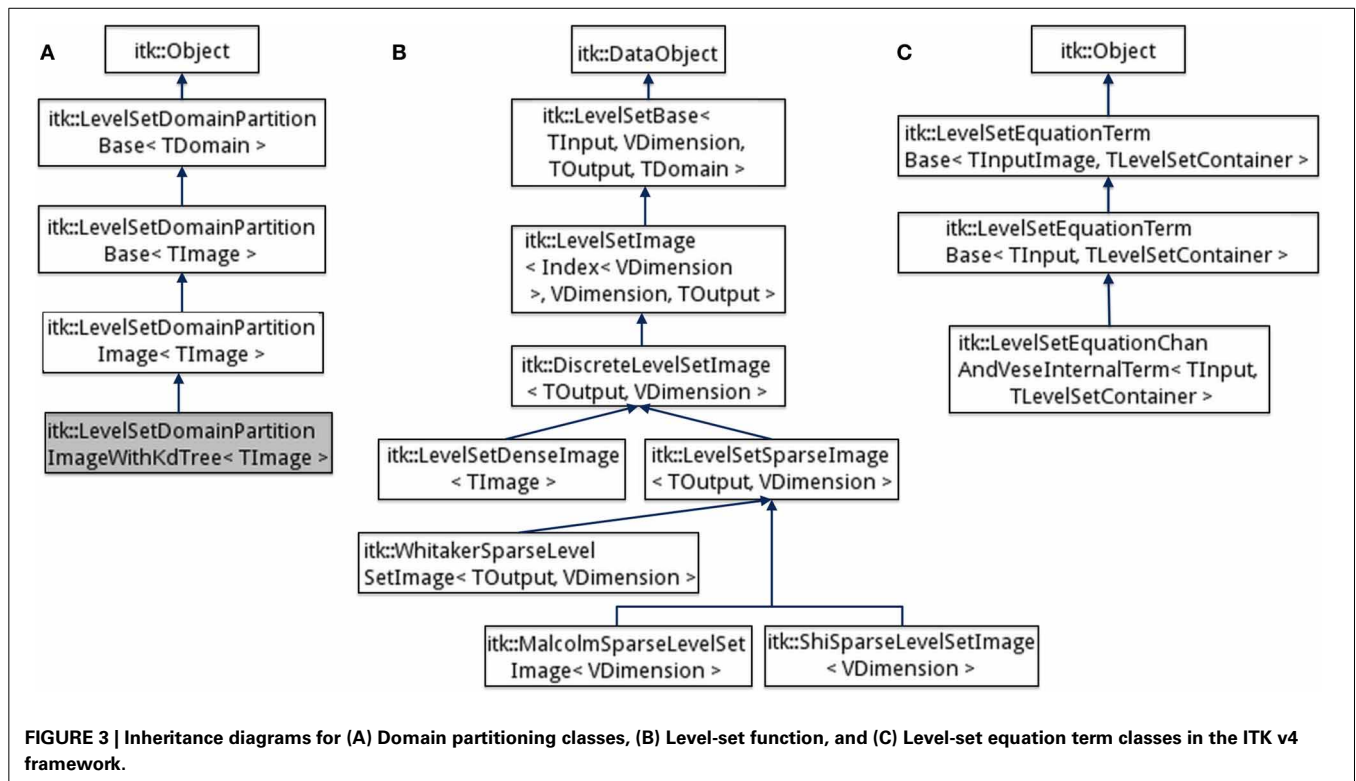 A
itk::Object
itk::LevelSetDomainPartition
Base< TDomain >
itk::LevelSetDomainPartition
Base< TImage >
itk::LevelSetDomainPartition
Image< TImage >
itk::LevelSetDomainPartition
ImageWithKdTree< TImage >
B
itk::DataObject
itk::LevelSetBase<
TInput, VDimension,
TOutput, TDomain >
itk::LevelSetImage
< Index< VDimension
>, VDimension, TOutput >
itk::DiscreteLevelSetImage
< TOutput, VDimension >
itk::LevelSetDenseImage
< TImage >
itk::LevelSetSparseImage
< TOutput, VDimension >
itk::WhitakerSparseLevel
SetImage< TOutput, VDimension >
itk::MalcolmSparseLevelSet
Image< VDimension >
itk::ShiSparseLevelSetImage
< VDimension >
C
itk::Object
itk::LevelSetEquationTerm
Base< TInputImage, TLevelSetContainer >
itk::LevelSetEquationTerm
Base< TInput, TLevelSetContainer >
itk::LevelSetEquationChan
AndVeseInternalTerm< TInput,
TLevelSetContainer >
FIGURE 3 | Inheritance diagrams for (A) Domain partitioning classes, (B) Level-set function, and (C) Level-set equation term classes in the ITK v4
framework.